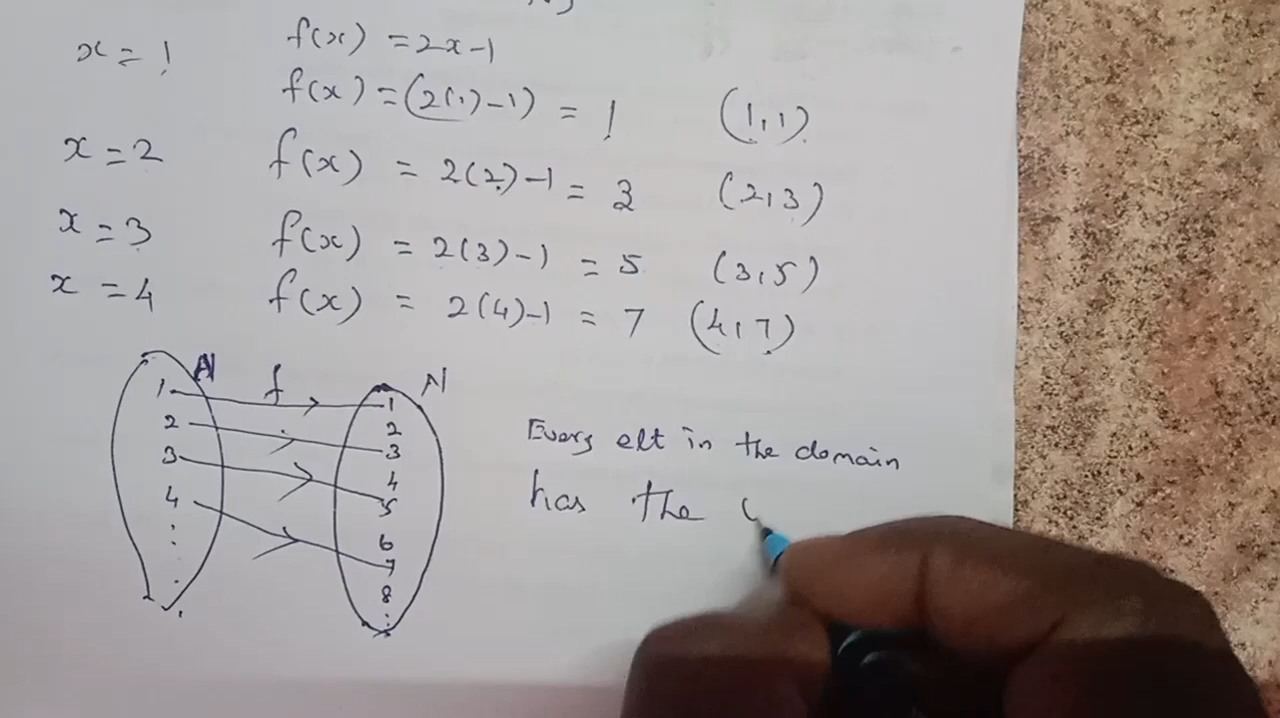 x = 1 f(x) = 2x-1
f(x) = (2(1)-1) = 1 (1,1)
x = 2 f(x) = 2(2)-1 = 3 (2,3)
x = 3 f(x) = 2(3)-1 = 5 (3,5)
x = 4 f(x) = 2(4)-1 = 7 (4,7)
N f N
1 1
2 2
3 3
4 4
5
6
7
8
Every elt in the domain
has the